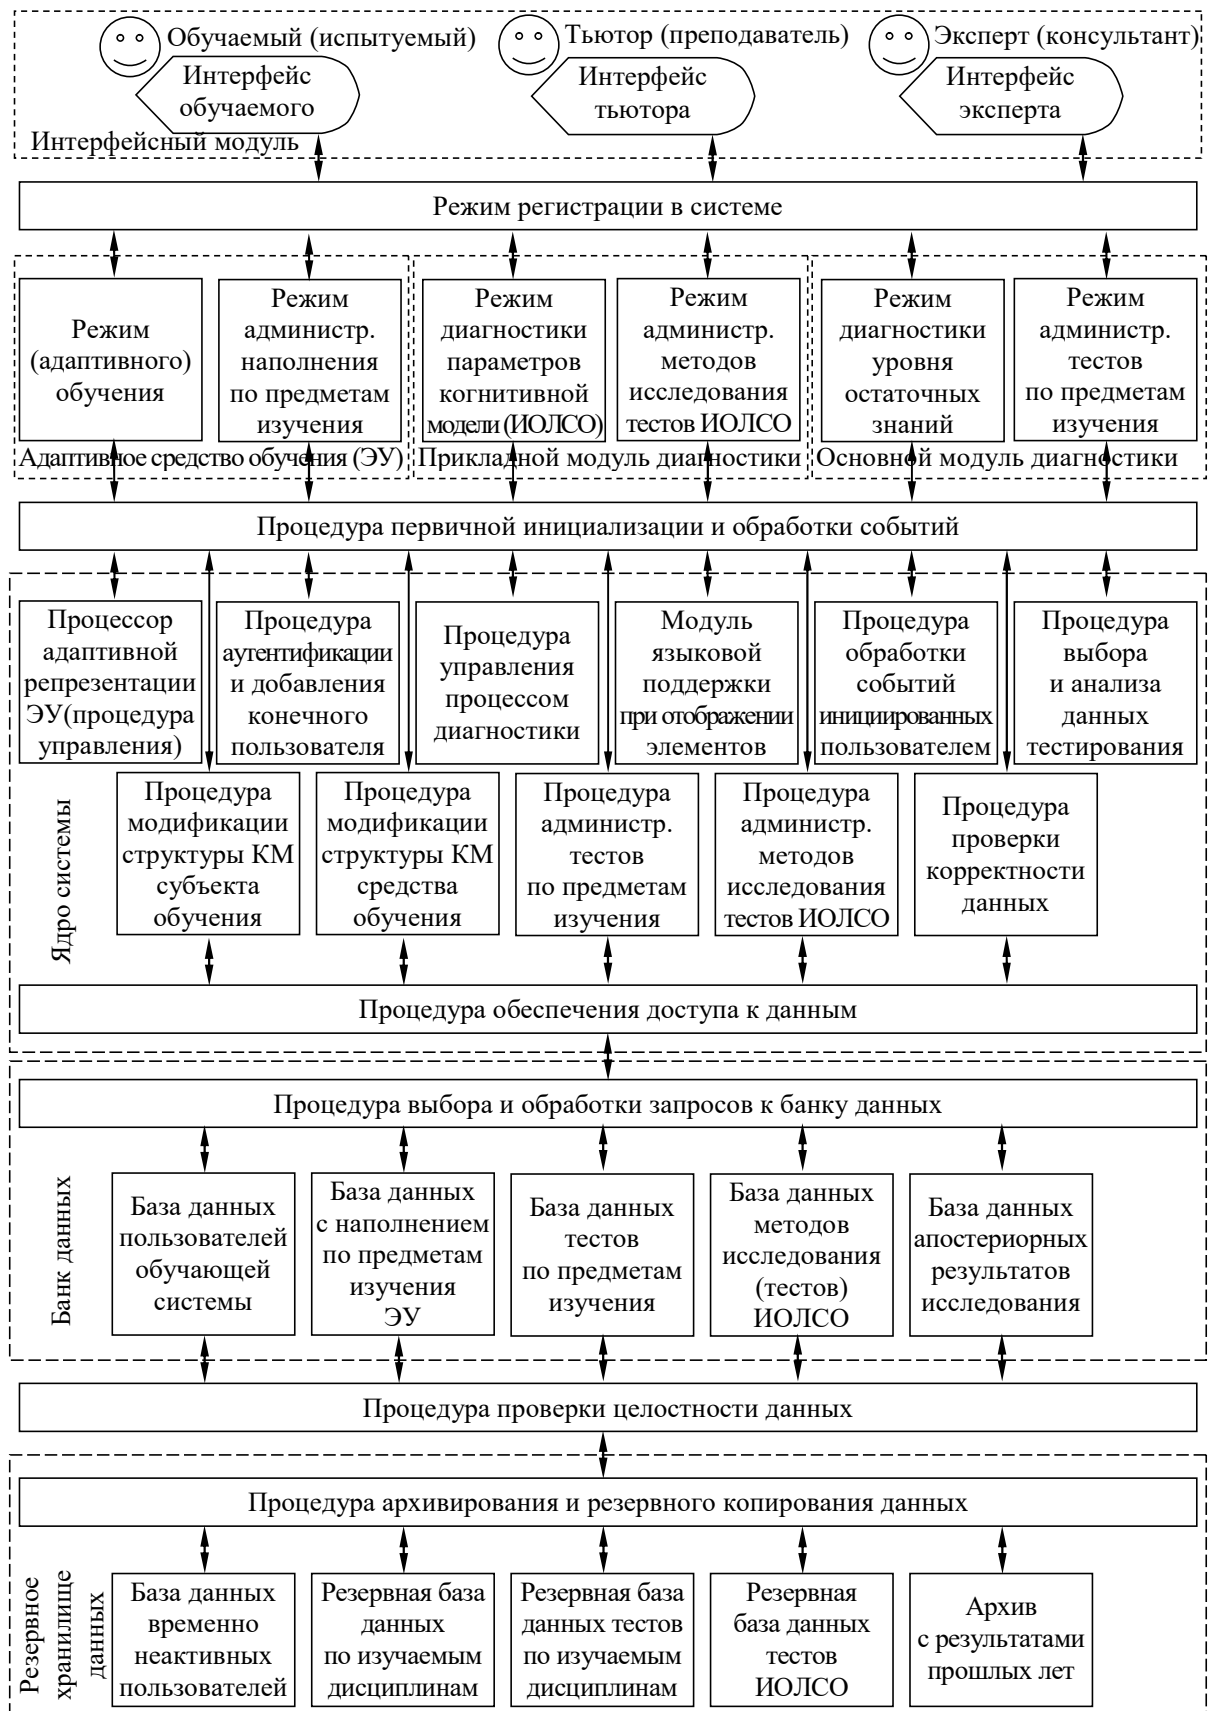 Обучаемый (испытуемый)
Тьютор (преподаватель)
Эксперт (консультант)
Интерфейс
обучаемого
Интерфейс
тьютора
Интерфейс
эксперта
Интерфейсный модуль
Режим регистрации в системе
Режим
(адаптивного)
обучения
Режим
администр.
наполнения
по предметам
изучения
Режим
диагностики
параметров
когнитивной
модели (ИОЛСО)
Режим
администр.
методов
исследования
тестов ИОЛСО
Режим
диагностики
уровня
остаточных
знаний
Режим
администр.
тестов
по предметам
изучения
Адаптивное средство обучения (ЭУ)
Прикладной модуль диагностики
Основной модуль диагностики
Процедура первичной инициализации и обработки событий
Процессор
адаптивной
репрезентации
ЭУ(процедура
управления)
Процедура
аутентификации
и добавления
конечного
пользователя
Процедура
управления
процессом
диагностики
Модуль
языковой
поддержки
при отображении
элементов
Процедура
обработки
событий
инициированных
пользователем
Процедура
выбора
и анализа
данных
тестирования
Ядро системы
Процедура
модификации
структуры КМ
субъекта
обучения
Процедура
модификации
структуры КМ
средства
обучения
Процедура
администр.
тестов
по предметам
изучения
Процедура
администр.
методов
исследования
тестов ИОЛСО
Процедура
проверки
корректности
данных
Процедура обеспечения доступа к данным
Процедура выбора и обработки запросов к банку данных
Банк данных
База данных
пользователей
обучающей
системы
База данных
с наполнением
по предметам
изучения
ЭУ
База данных
тестов
по предметам
изучения
База данных
методов
исследования
(тестов)
ИОЛСО
База данных
апостериорных
результатов
исследования
Процедура проверки целостности данных
Процедура архивирования и резервного копирования данных
Резервное
хранилище
данных
База данных
временно
неактивных
пользователей
Резервная база
данных
по изучаемым
дисциплинам
Резервная база
данных тестов
по изучаемым
дисциплинам
Резервная
база данных
тестов
ИОЛСО
Архив
с результатами
прошлых лет